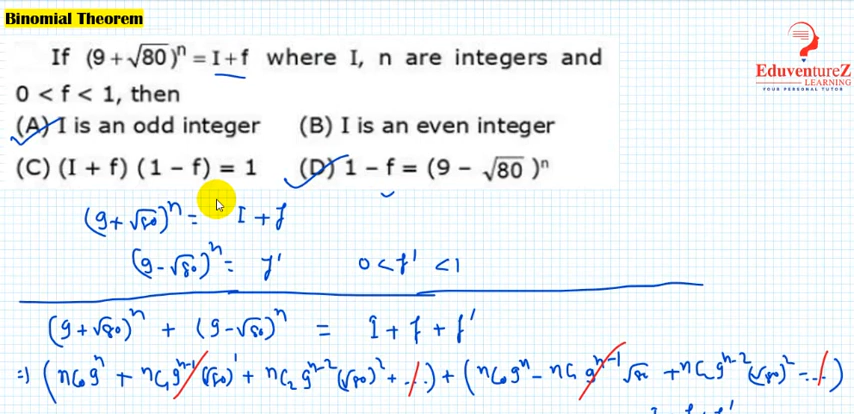 Binomial Theorem
If (9 + √80)ⁿ = I + f where I, n are integers and
0 < f < 1, then
(A) I is an odd integer (B) I is an even integer
(C) (I + f) (1 − f) = 1 (D) 1 − f = (9 − √80)ⁿ
EduventureZ
LEARNING
YOUR PERSONAL TUTOR
(9+√80)ⁿ = I + f
(9-√80)ⁿ = f' 0 < f' < 1
(9+√80)ⁿ + (9-√80)ⁿ = I + f + f'
⇒ (nC₀ 9ⁿ + nC₁ 9ⁿ⁻¹ (√80)¹ + nC₂ 9ⁿ⁻² (√80)² + ...) + (nC₀ 9ⁿ - nC₁ 9ⁿ⁻¹ √80 + nC₂ 9ⁿ⁻² (√80)² ...)